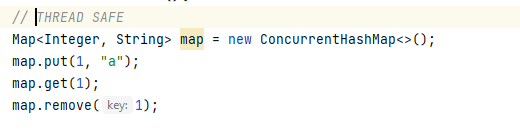 // THREAD SAFE
Map<Integer, String> map = new ConcurrentHashMap<>();
map.put(1, "a");
map.get(1);
map.remove( key: 1);